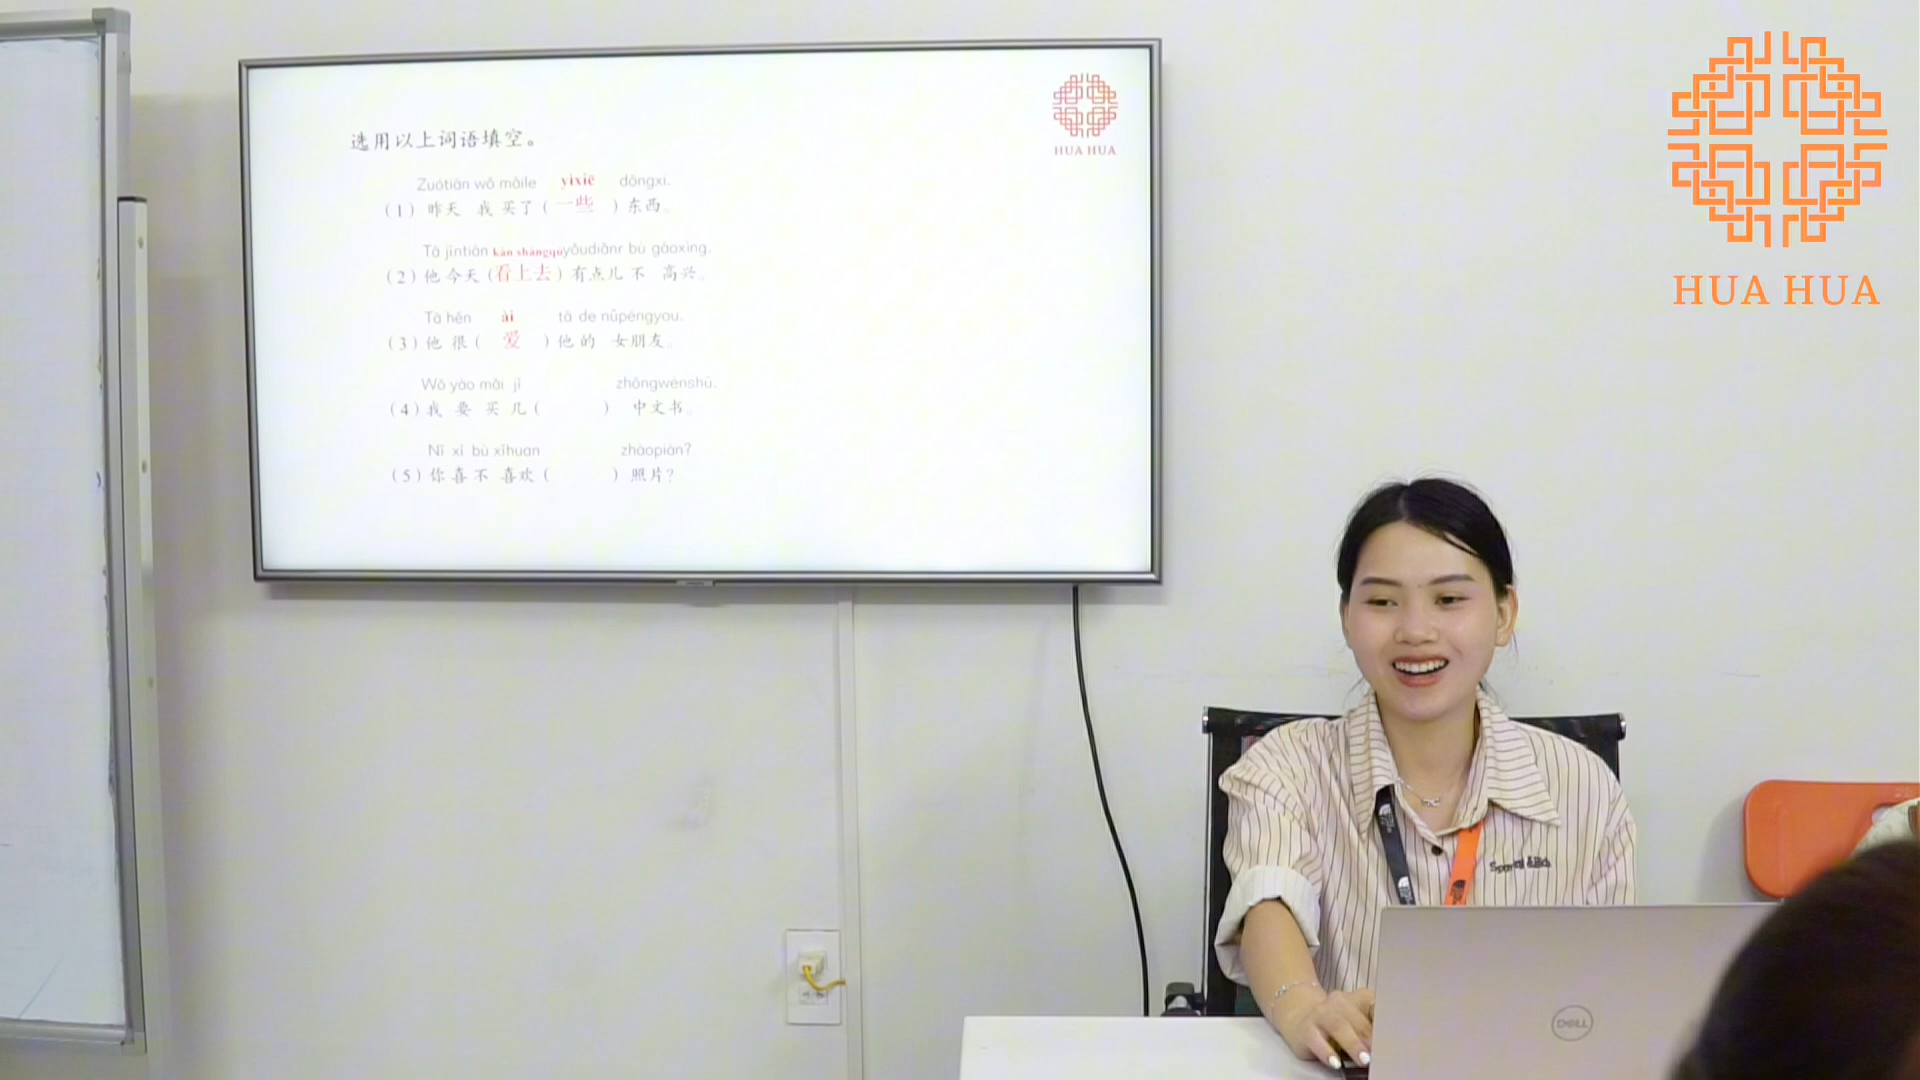 选用以上词语填空。
HUA HUA
Zuótiān wǒ mǎile yìxiē dōngxi.
(1) 昨天 我 买了 ( 一些 ) 东西。
Tā jīntiān kàn shàngqù yǒudiǎnr bù gāoxìng.
(2) 他 今天 (看上去) 有点儿 不 高兴。
Tā hěn ài tā de nǚpéngyou.
(3) 他 很 ( 爱 ) 他 的 女朋友。
Wǒ yào mǎi jǐ zhōngwénshū.
(4) 我 要 买 几 ( ) 中文书。
Nǐ xǐ bù xǐhuan zhàopiàn?
(5) 你 喜 不 喜欢 ( ) 照片?
HUA HUA
DELL